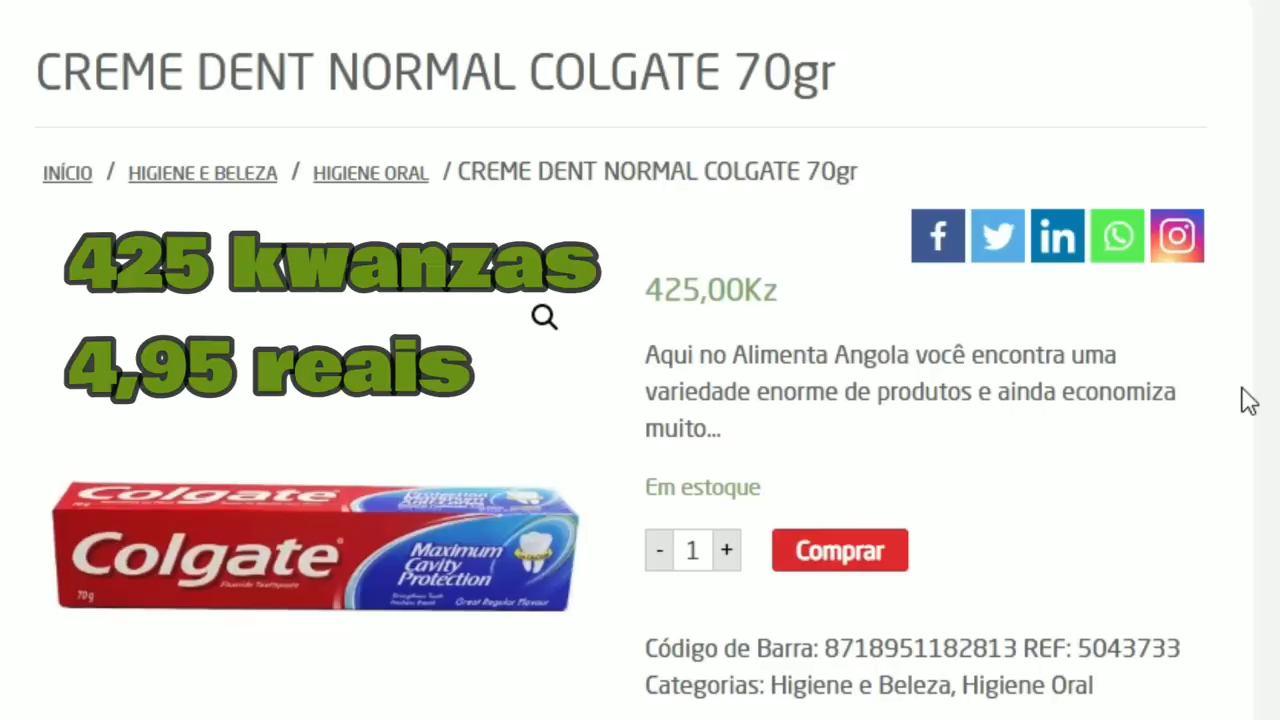 CREME DENT NORMAL COLGATE 70gr
INÍCIO / HIGIENE E BELEZA / HIGIENE ORAL / CREME DENT NORMAL COLGATE 70gr
425 kwanzas
4,95 reais
425,00Kz
Aqui no Alimenta Angola você encontra uma
variedade enorme de produtos e ainda economiza
muito...
Em estoque
- 1 +
Comprar
Código de Barra: 8718951182813 REF: 5043733
Categorias: Higiene e Beleza, Higiene Oral
Colgate
Colgate
Fluoride Toothpaste
70g
Maximum
Cavity
Protection
Great Regular Flavour